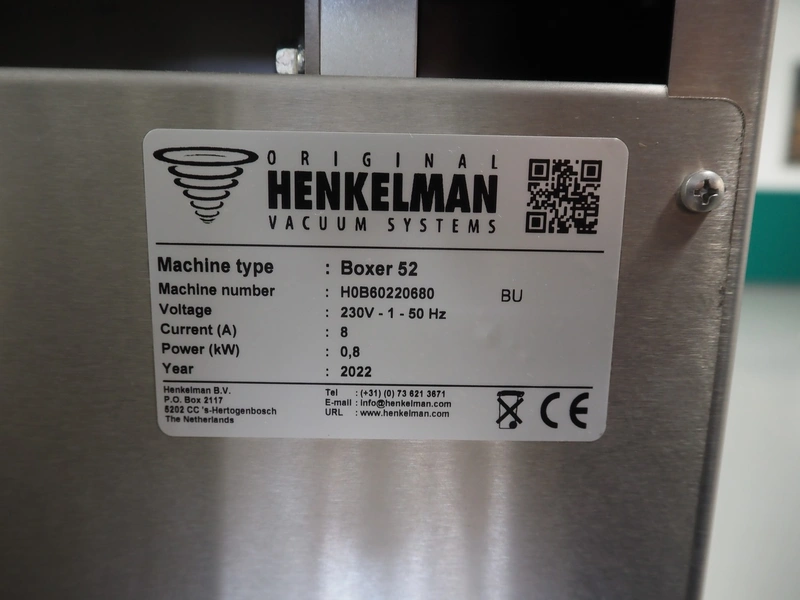 ORIGINAL
HENKELMAN
VACUUM SYSTEMS
Machine type : Boxer 52
Machine number : H0B60220680 BU
Voltage : 230V - 1 - 50 Hz
Current (A) : 8
Power (kW) : 0,8
Year : 2022
Henkelman B.V.
P.O. Box 2117
5202 CC 's-Hertogenbosch
The Netherlands
Tel : (+31) (0) 73 621 3671
E-mail : info@henkelman.com
URL : www.henkelman.com
CE